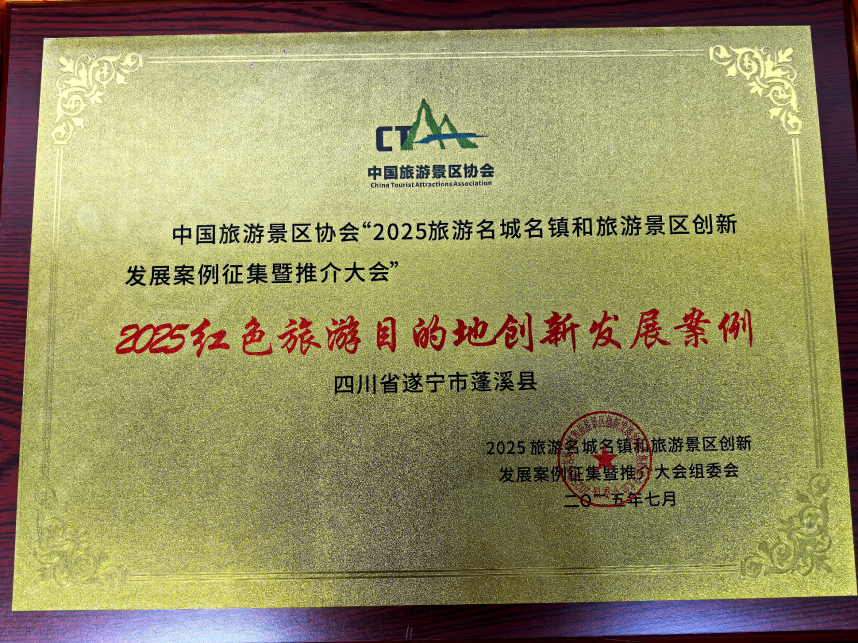 CTAA
中国旅游景区协会
China Tourist Attractions Association
中国旅游景区协会“2025旅游名城名镇和旅游景区创新
发展案例征集暨推介大会”
2025红色旅游目的地创新发展案例
四川省遂宁市蓬溪县
2025旅游名城名镇和旅游景区创新
发展案例征集暨推介大会组委会
二〇二五年七月